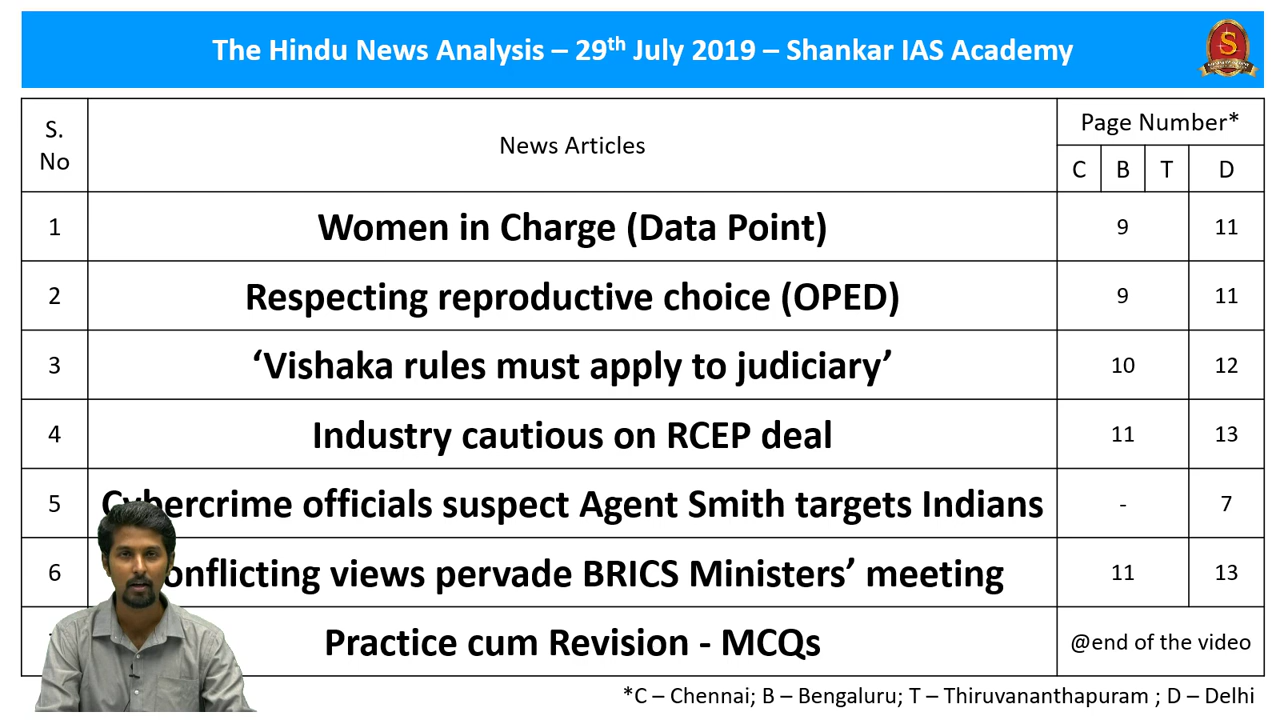 The Hindu News Analysis – 29th July 2019 – Shankar IAS Academy
S. No
News Articles
Page Number*
C B T D
1 Women in Charge (Data Point) 9 11
2 Respecting reproductive choice (OPED) 9 11
3 ‘Vishaka rules must apply to judiciary’ 10 12
4 Industry cautious on RCEP deal 11 13
5 Cybercrime officials suspect Agent Smith targets Indians - 7
6 Conflicting views pervade BRICS Ministers’ meeting 11 13
Practice cum Revision - MCQs @end of the video
*C – Chennai; B – Bengaluru; T – Thiruvananthapuram ; D – Delhi